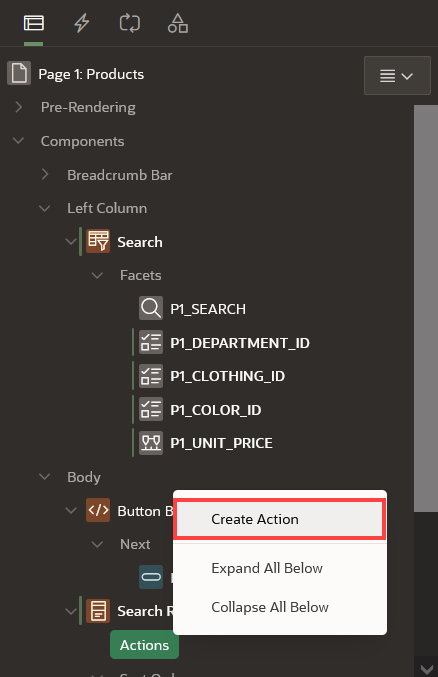 Page 1: Products
Pre-Rendering
Components
Breadcrumb Bar
Left Column
Search
Facets
P1_SEARCH
P1_DEPARTMENT_ID
P1_CLOTHING_ID
P1_COLOR_ID
P1_UNIT_PRICE
Body
Button B
Create Action
Next
Expand All Below
Collapse All Below
Search R
Actions